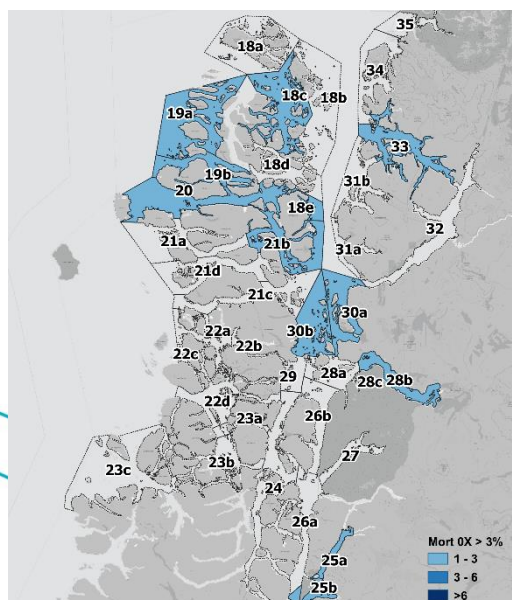 35
18a
34
18c
18b
19a
33
18d
19b
31b
20
18e
32
21a
21b
31a
21d
21c
30a
22a
30b
22c
22b
29
28a
28c
28b
22d
23a
26b
27
23c
23b
24
26a
25a
25b
Mort 0X > 3%
1 - 3
3 - 6
>6